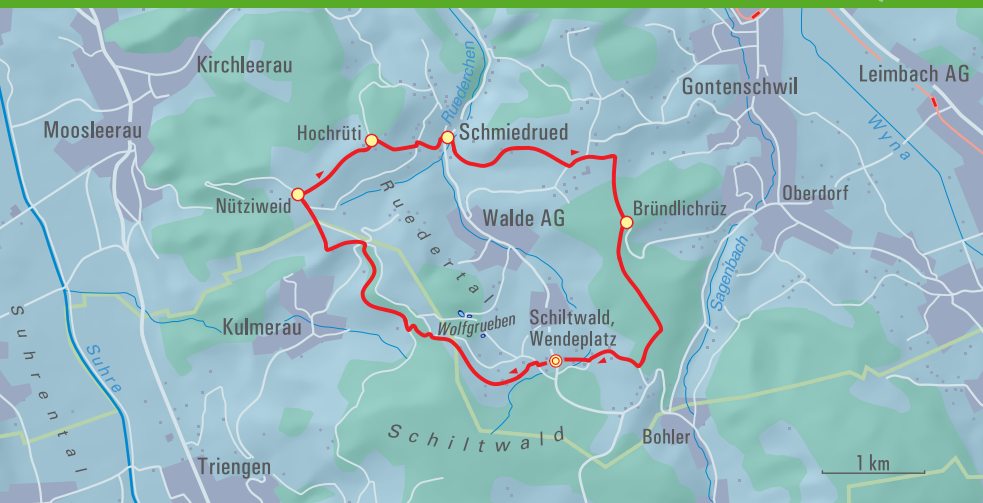 Kirchleerau
Ruederchen
Gontenschwil
Leimbach AG
Moosleerau
Hochrüti
Schmiedrued
Wyna
Nütziweid
Ruedertal
Walde AG
Bründlichrüz
Oberdorf
Sagenbach
Suhrental
Suhre
Kulmerau
Wolfgrueben
Schiltwald,
Wendeplatz
Schiltwald
Bohler
Triengen
1 km